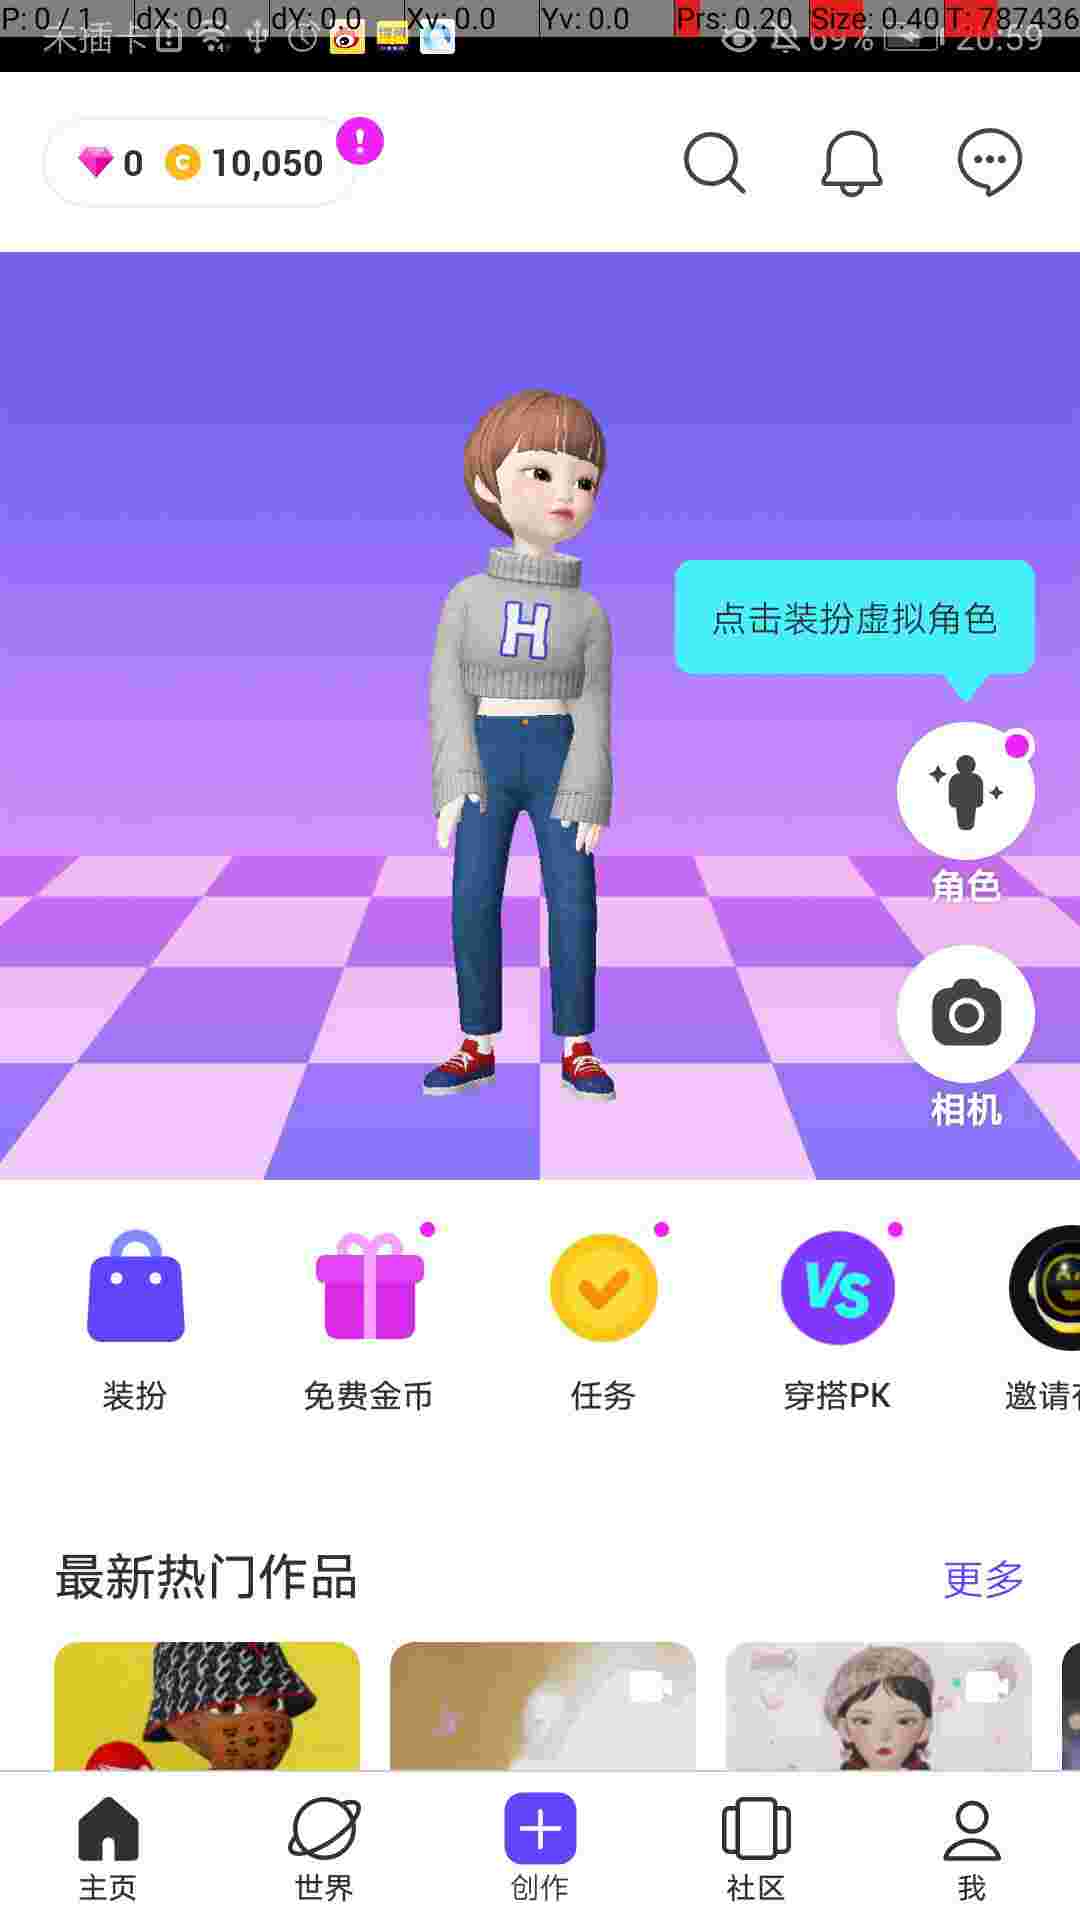 P: 0 / 1 dX: 0.0 dY: 0.0 Xv: 0.0 Yv: 0.0 Prs: 0.20 Size: 0.40 T: 787436
未插卡 69% 20:59
0 10,050
H
点击装扮虚拟角色
角色
相机
VS
装扮 免费金币 任务 穿搭PK 邀请
最新热门作品 更多
主页 世界 创作 社区 我